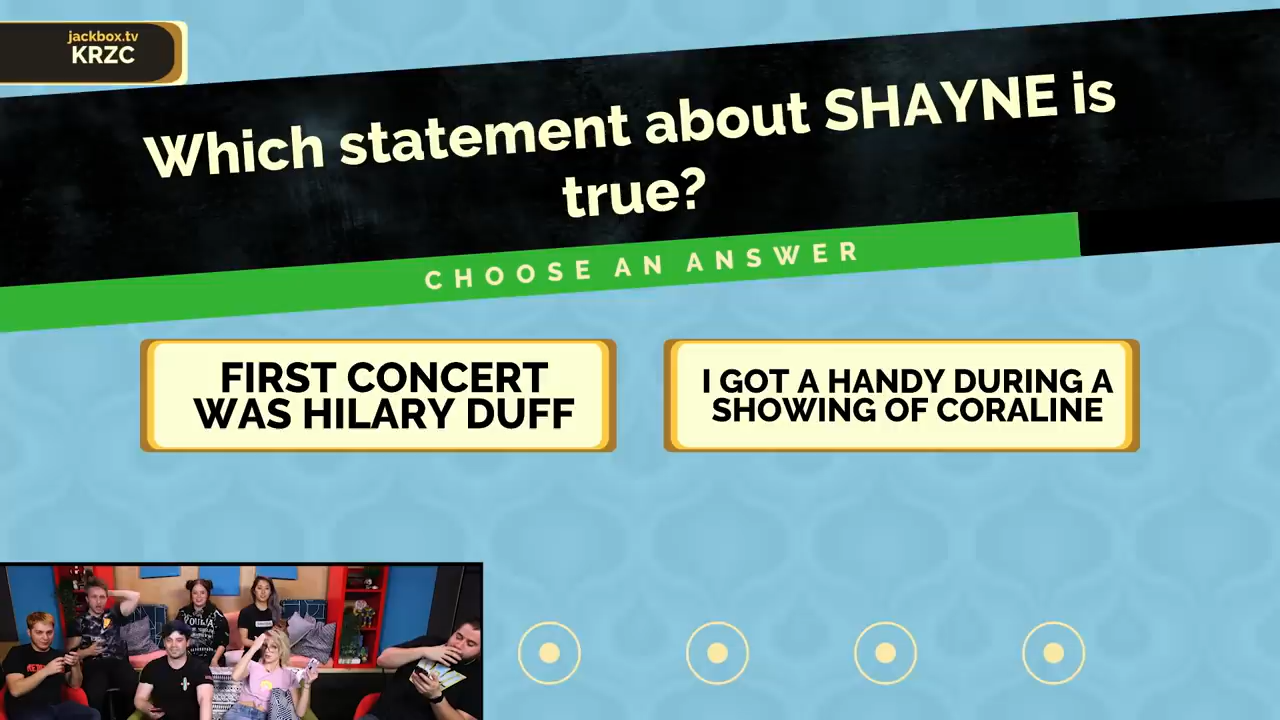 jackbox.tv
KRZC
Which statement about SHAYNE is
true?
CHOOSE AN ANSWER
FIRST CONCERT
WAS HILARY DUFF
I GOT A HANDY DURING A
SHOWING OF CORALINE